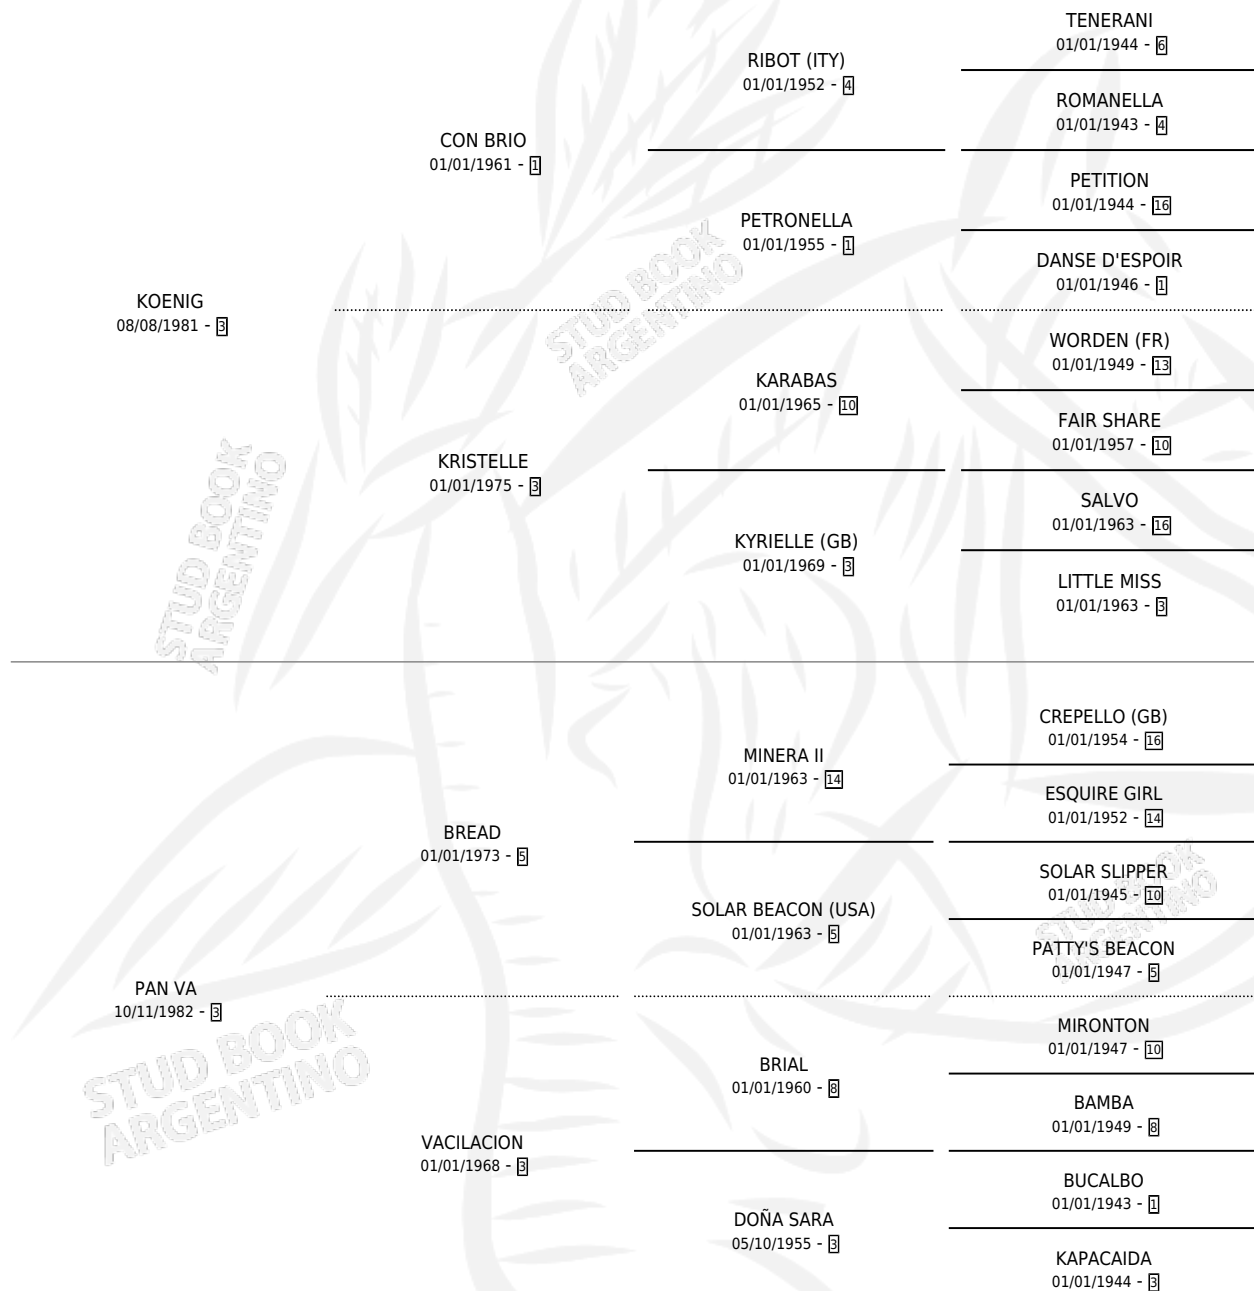 KOENIG
08/08/1981 - 3
CON BRIO
01/01/1961 - 1
KRISTELLE
01/01/1975 - 3
RIBOT (ITY)
01/01/1952 - 4
PETRONELLA
01/01/1955 - 1
KARABAS
01/01/1965 - 10
KYRIELLE (GB)
01/01/1969 - 3
TENERANI
01/01/1944 - 6
ROMANELLA
01/01/1943 - 4
PETITION
01/01/1944 - 16
DANSE D'ESPOIR
01/01/1946 - 1
WORDEN (FR)
01/01/1949 - 13
FAIR SHARE
01/01/1957 - 10
SALVO
01/01/1963 - 16
LITTLE MISS
01/01/1963 - 3
PAN VA
10/11/1982 - 3
BREAD
01/01/1973 - 5
VACILACION
01/01/1968 - 3
MINERA II
01/01/1963 - 14
SOLAR BEACON (USA)
01/01/1963 - 5
BRIAL
01/01/1960 - 8
DOÑA SARA
05/10/1955 - 3
CREPELLO (GB)
01/01/1954 - 16
ESQUIRE GIRL
01/01/1952 - 14
SOLAR SLIPPER
01/01/1945 - 10
PATTY'S BEACON
01/01/1947 - 5
MIRONTON
01/01/1947 - 10
BAMBA
01/01/1949 - 8
BUCALBO
01/01/1943 - 1
KAPACAIDA
01/01/1944 - 3
STUD BOOK
ARGENTINO
STUD BOOK
ARGENTINO
STUD BOOK
ARGENTINO
STUD BOOK
ARGENTINO